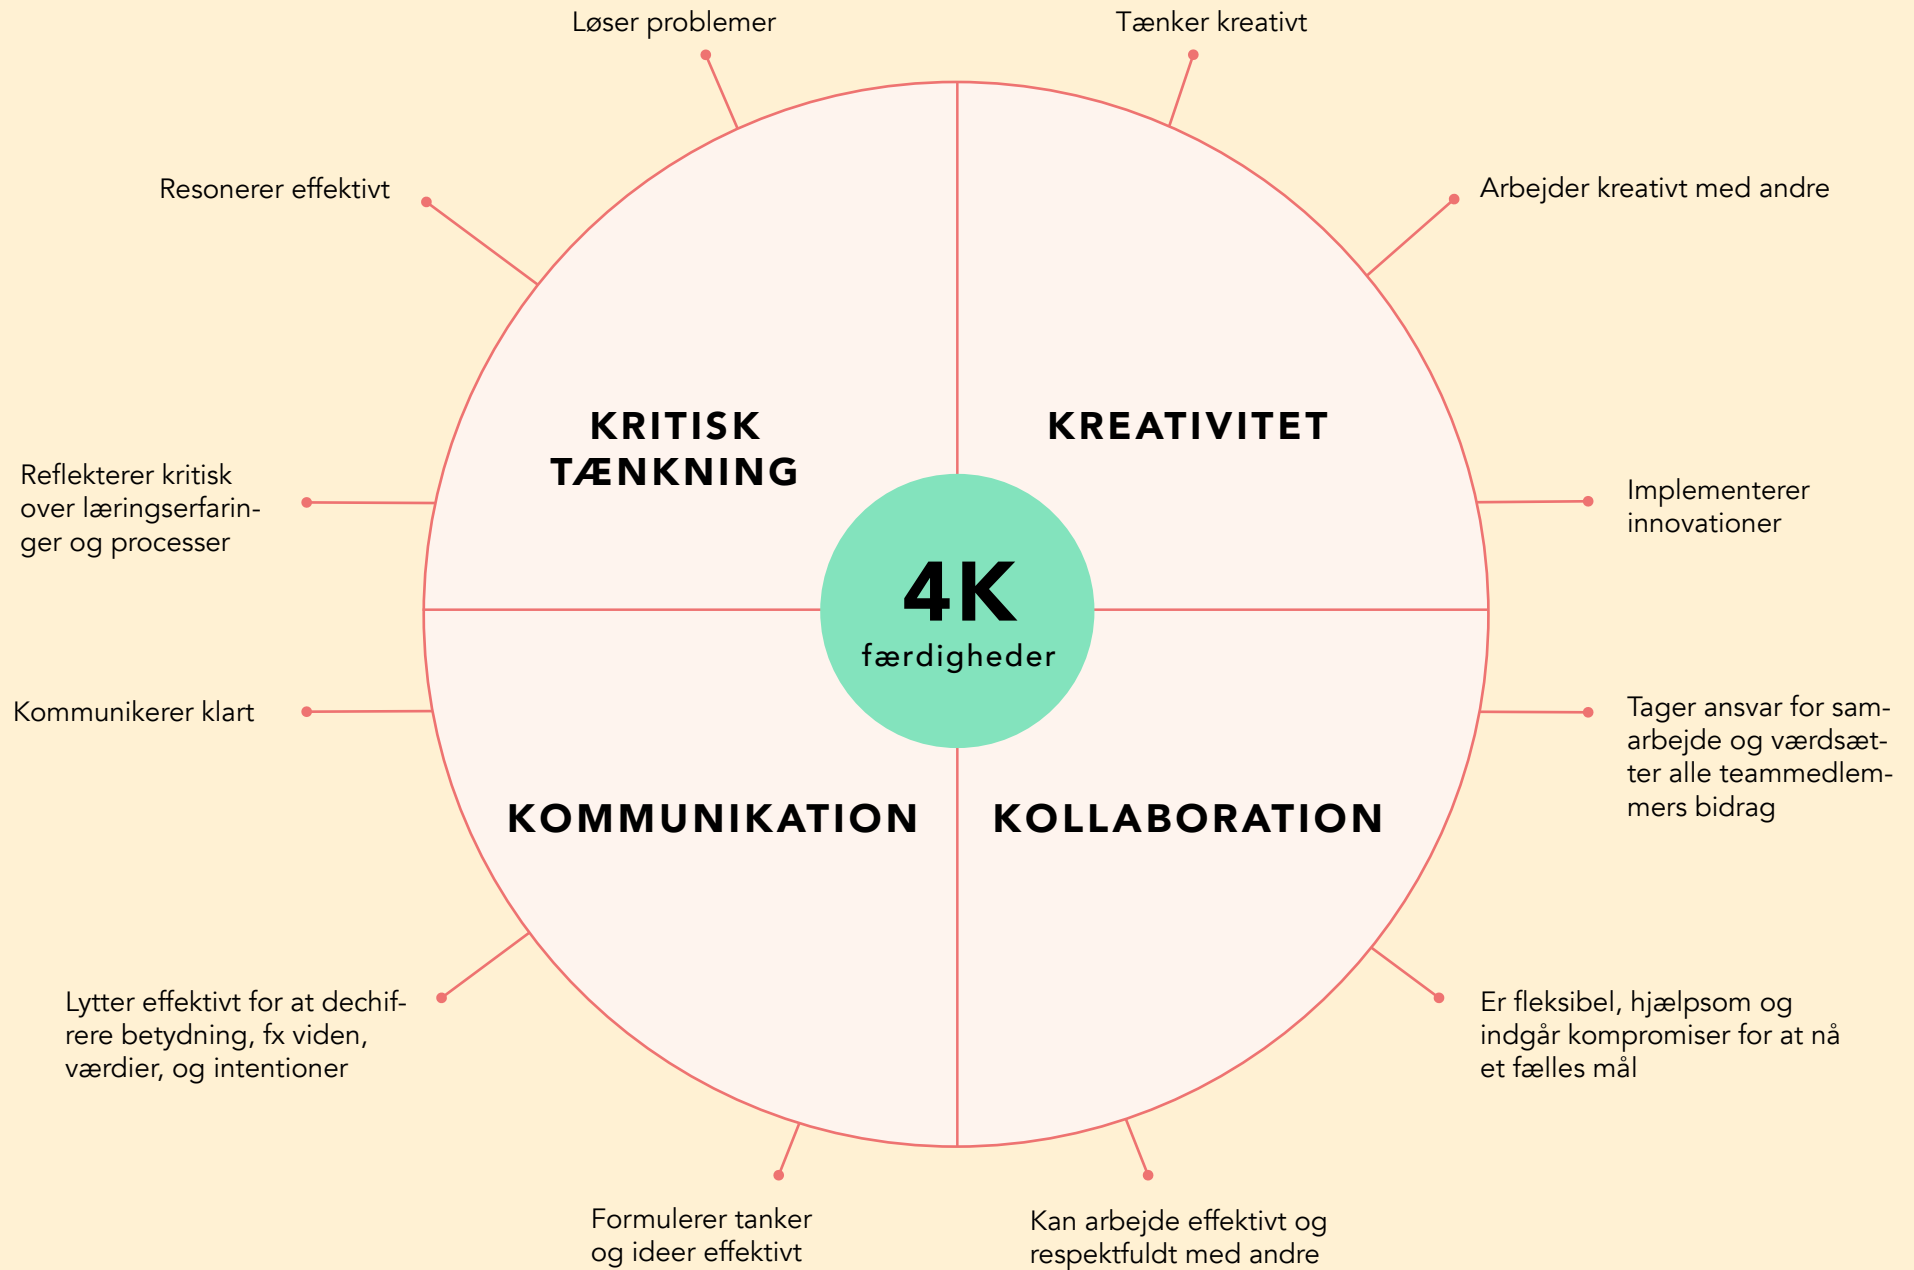 Løser problemer
Tænker kreativt
Resonerer effektivt
Arbejder kreativt med andre
KRITISK
TÆNKNING
KREATIVITET
Reflekterer kritisk
over læringserfarin-
ger og processer
Implementerer
innovationer
4K
færdigheder
Kommunikerer klart
Tager ansvar for sam-
arbejde og værdsæt-
ter alle teammedlem-
mers bidrag
KOMMUNIKATION
KOLLABORATION
Lytter effektivt for at dechif-
rere betydning, fx viden,
værdier, og intentioner
Er fleksibel, hjælpsom og
indgår kompromiser for at nå
et fælles mål
Formulerer tanker
og ideer effektivt
Kan arbejde effektivt og
respektfuldt med andre